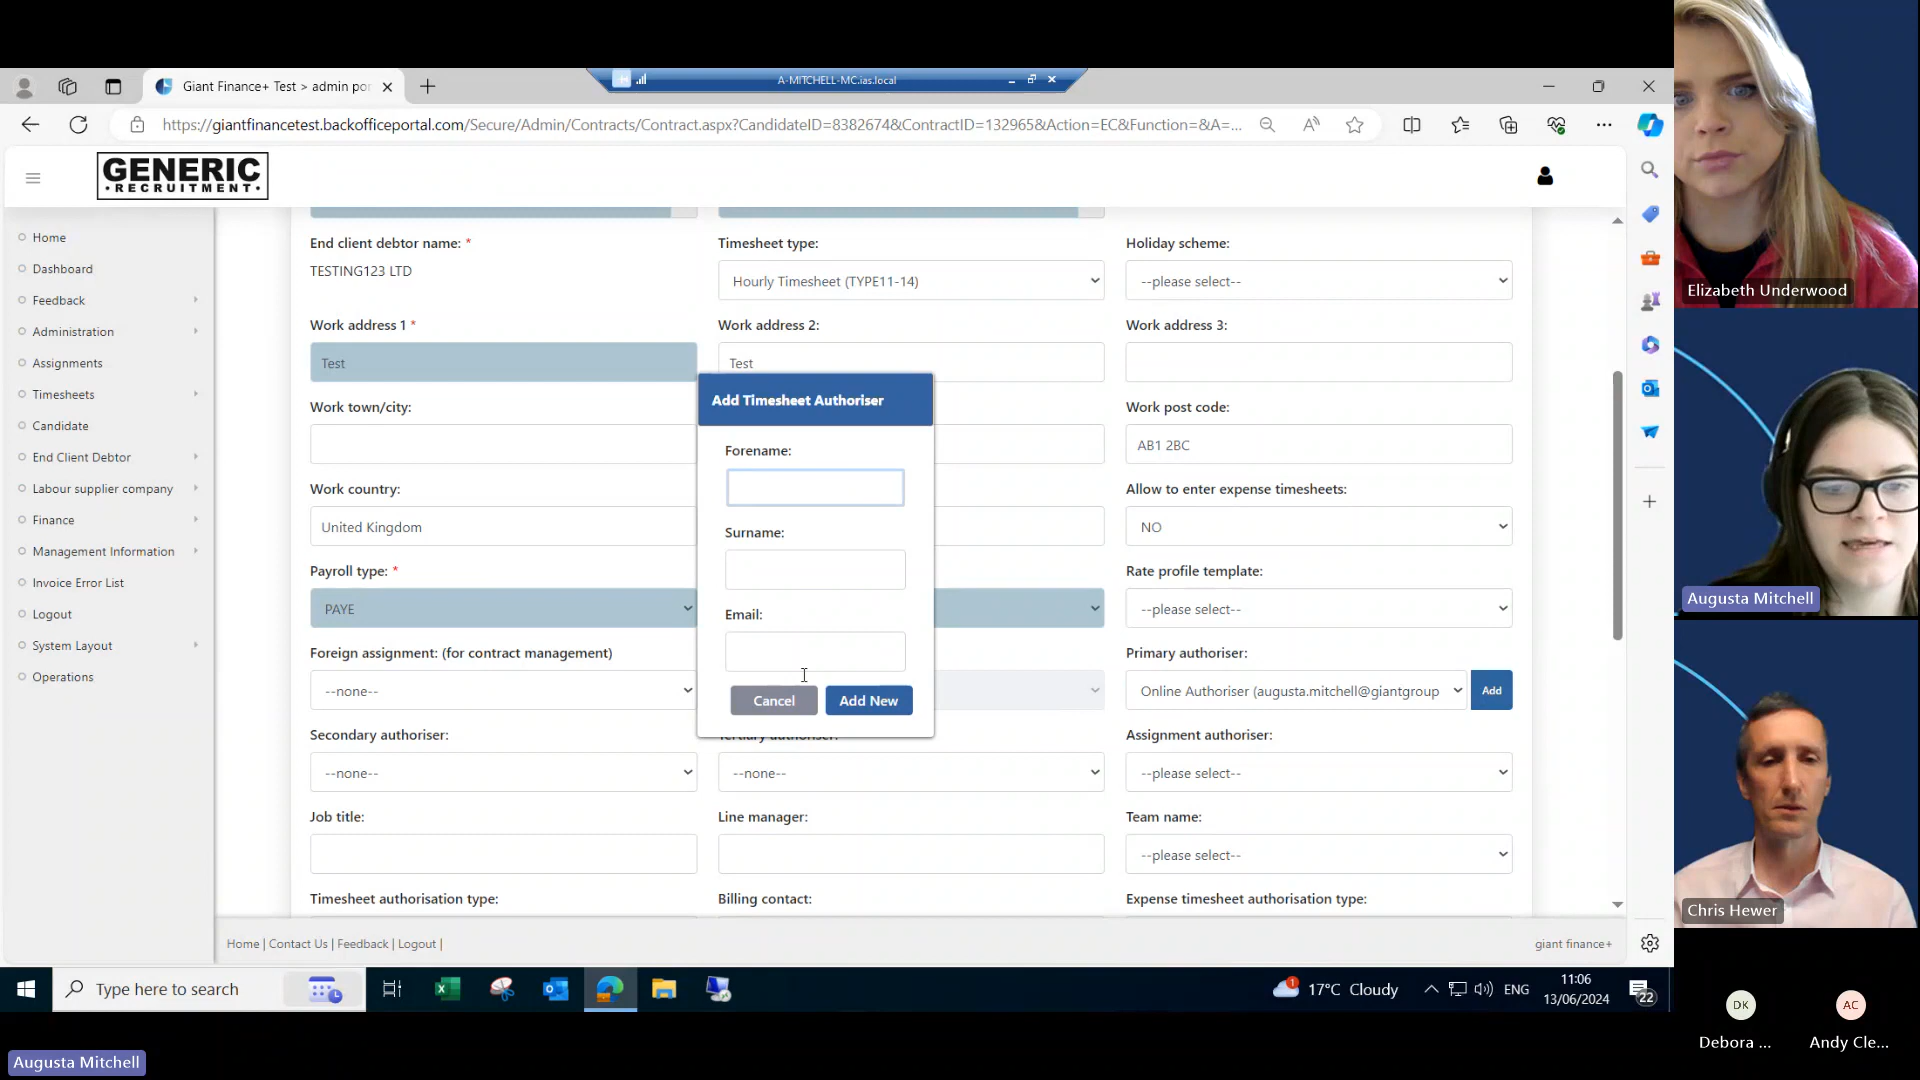 A-MITCHELL-MC.ias.local
Giant Finance+ Test > admin por
https://giantfinancetest.backofficeportal.com/Secure/Admin/Contracts/Contract.aspx?CandidateID=8382674&ContractID=132965&Action=EC&Function=&A=...
GENERIC
•RECRUITMENT•
Home
Dashboard
Feedback
Administration
Assignments
Timesheets
Candidate
End Client Debtor
Labour supplier company
Finance
Management Information
Invoice Error List
Logout
System Layout
Operations
End client debtor name: *
Timesheet type:
Holiday scheme:
TESTING123 LTD
Hourly Timesheet (TYPE11-14)
--please select--
Work address 1 *
Work address 2:
Work address 3:
Test
Test
Work town/city:
Work post code:
AB1 2BC
Work country:
Allow to enter expense timesheets:
United Kingdom
NO
Payroll type: *
Rate profile template:
PAYE
--please select--
Foreign assignment: (for contract management)
Primary authoriser:
--none--
Online Authoriser (augusta.mitchell@giantgroup
Add
Secondary authoriser:
Tertiary authoriser:
Assignment authoriser:
--none--
--none--
--please select--
Job title:
Line manager:
Team name:
--please select--
Timesheet authorisation type:
Billing contact:
Expense timesheet authorisation type:
Add Timesheet Authoriser
Forename:
Surname:
Email:
Cancel
Add New
Home | Contact Us | Feedback | Logout |
giant finance+
Type here to search
1
17°C Cloudy
ENG
11:06
13/06/2024
22
Elizabeth Underwood
Augusta Mitchell
Chris Hewer
DK
AC
Debora ...
Andy Cle...
Augusta Mitchell